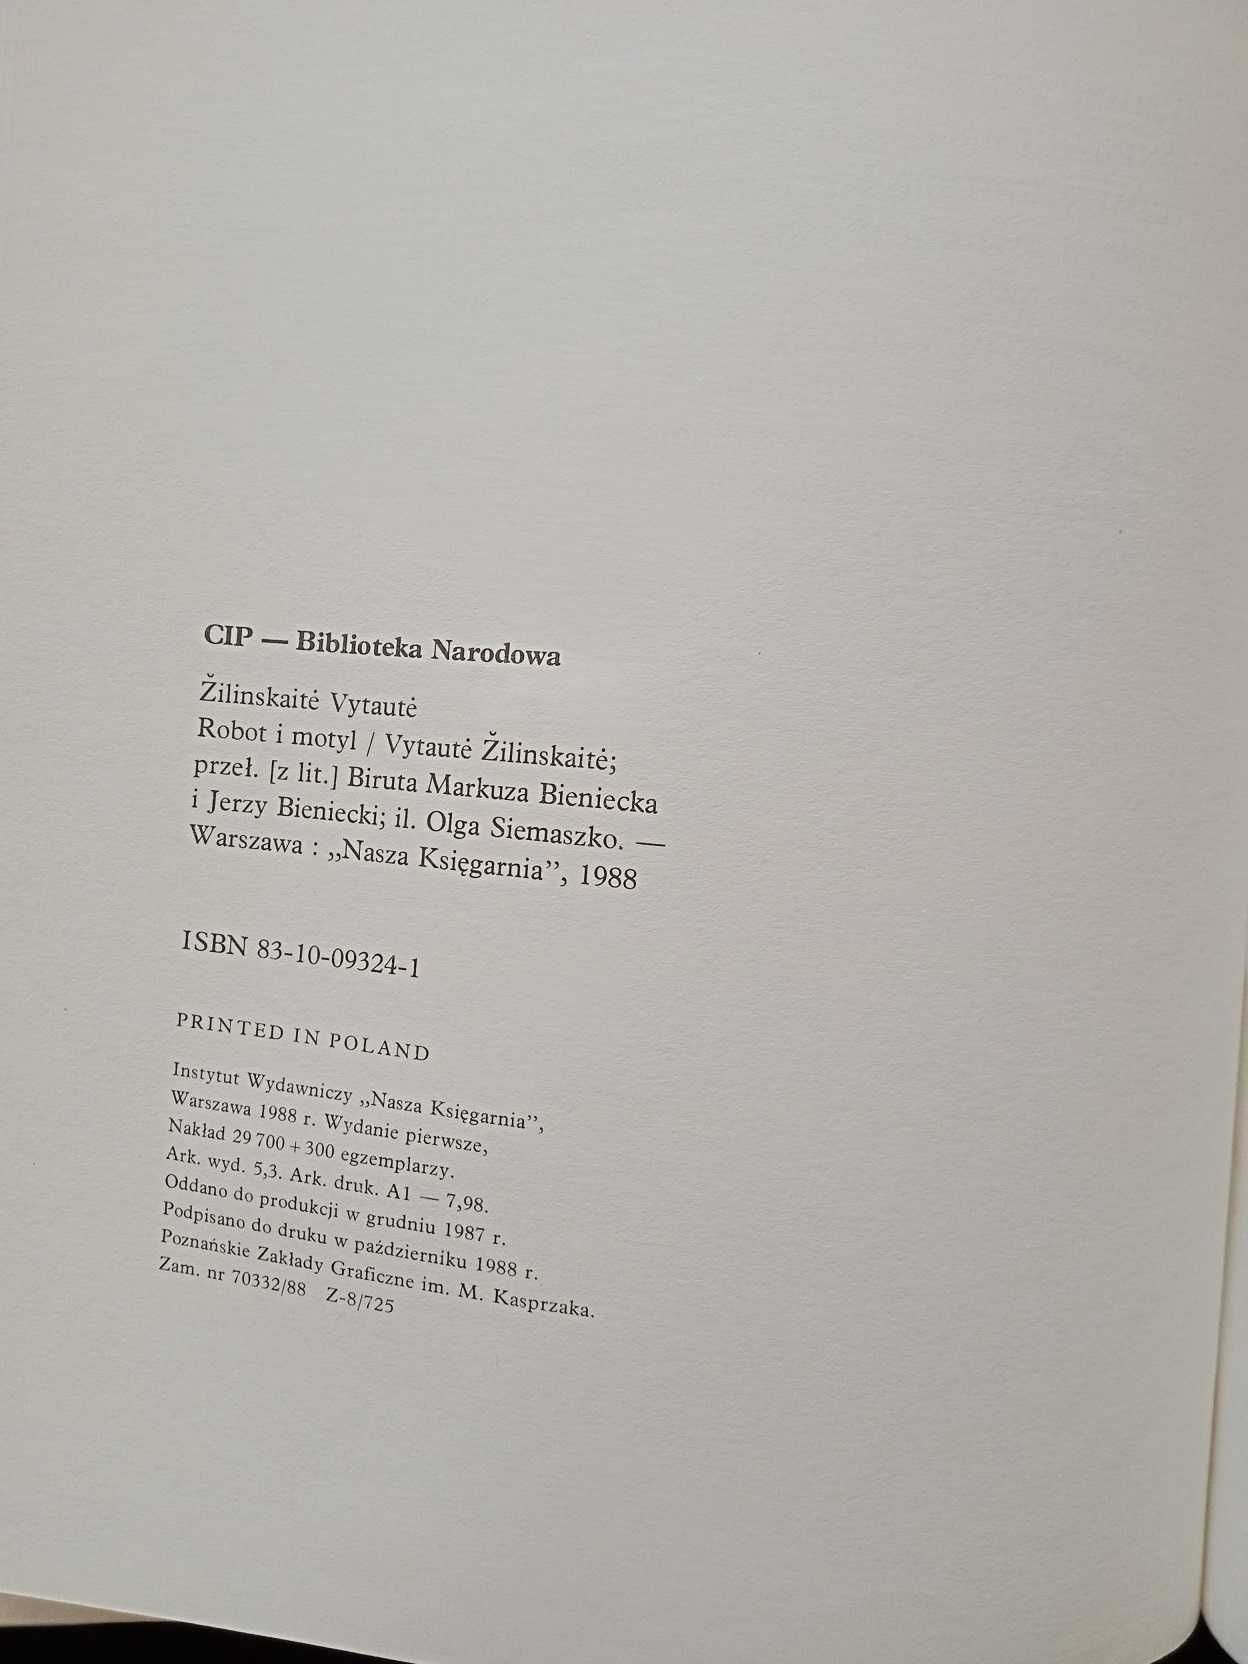 CIP — Biblioteka Narodowa
Žilinskaitė Vytautė
Robot i motyl / Vytautė Žilinskaitė;
przeł. [z lit.] Biruta Markuza Bieniecka
i Jerzy Bieniecki; il. Olga Siemaszko. —
Warszawa : ,,Nasza Księgarnia’’, 1988
ISBN 83-10-09324-1
PRINTED IN POLAND
Instytut Wydawniczy ,,Nasza Księgarnia’’,
Warszawa 1988 r. Wydanie pierwsze,
Nakład 29 700 + 300 egzemplarzy.
Ark. wyd. 5,3. Ark. druk. A1 — 7,98.
Oddano do produkcji w grudniu 1987 r.
Podpisano do druku w październiku 1988 r.
Poznańskie Zakłady Graficzne im. M. Kasprzaka.
Zam. nr 70332/88 Z-8/725